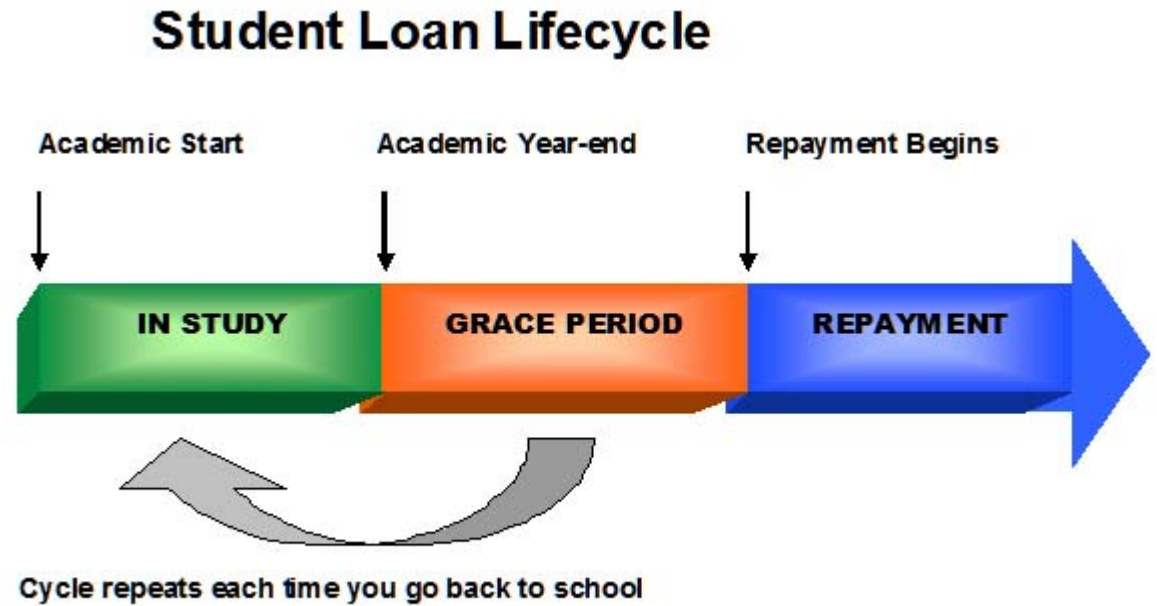 Student Loan Lifecycle
Academic Start
Academic Year-end
Repayment Begins
IN STUDY
GRACE PERIOD
REPAYMENT
Cycle repeats each time you go back to school